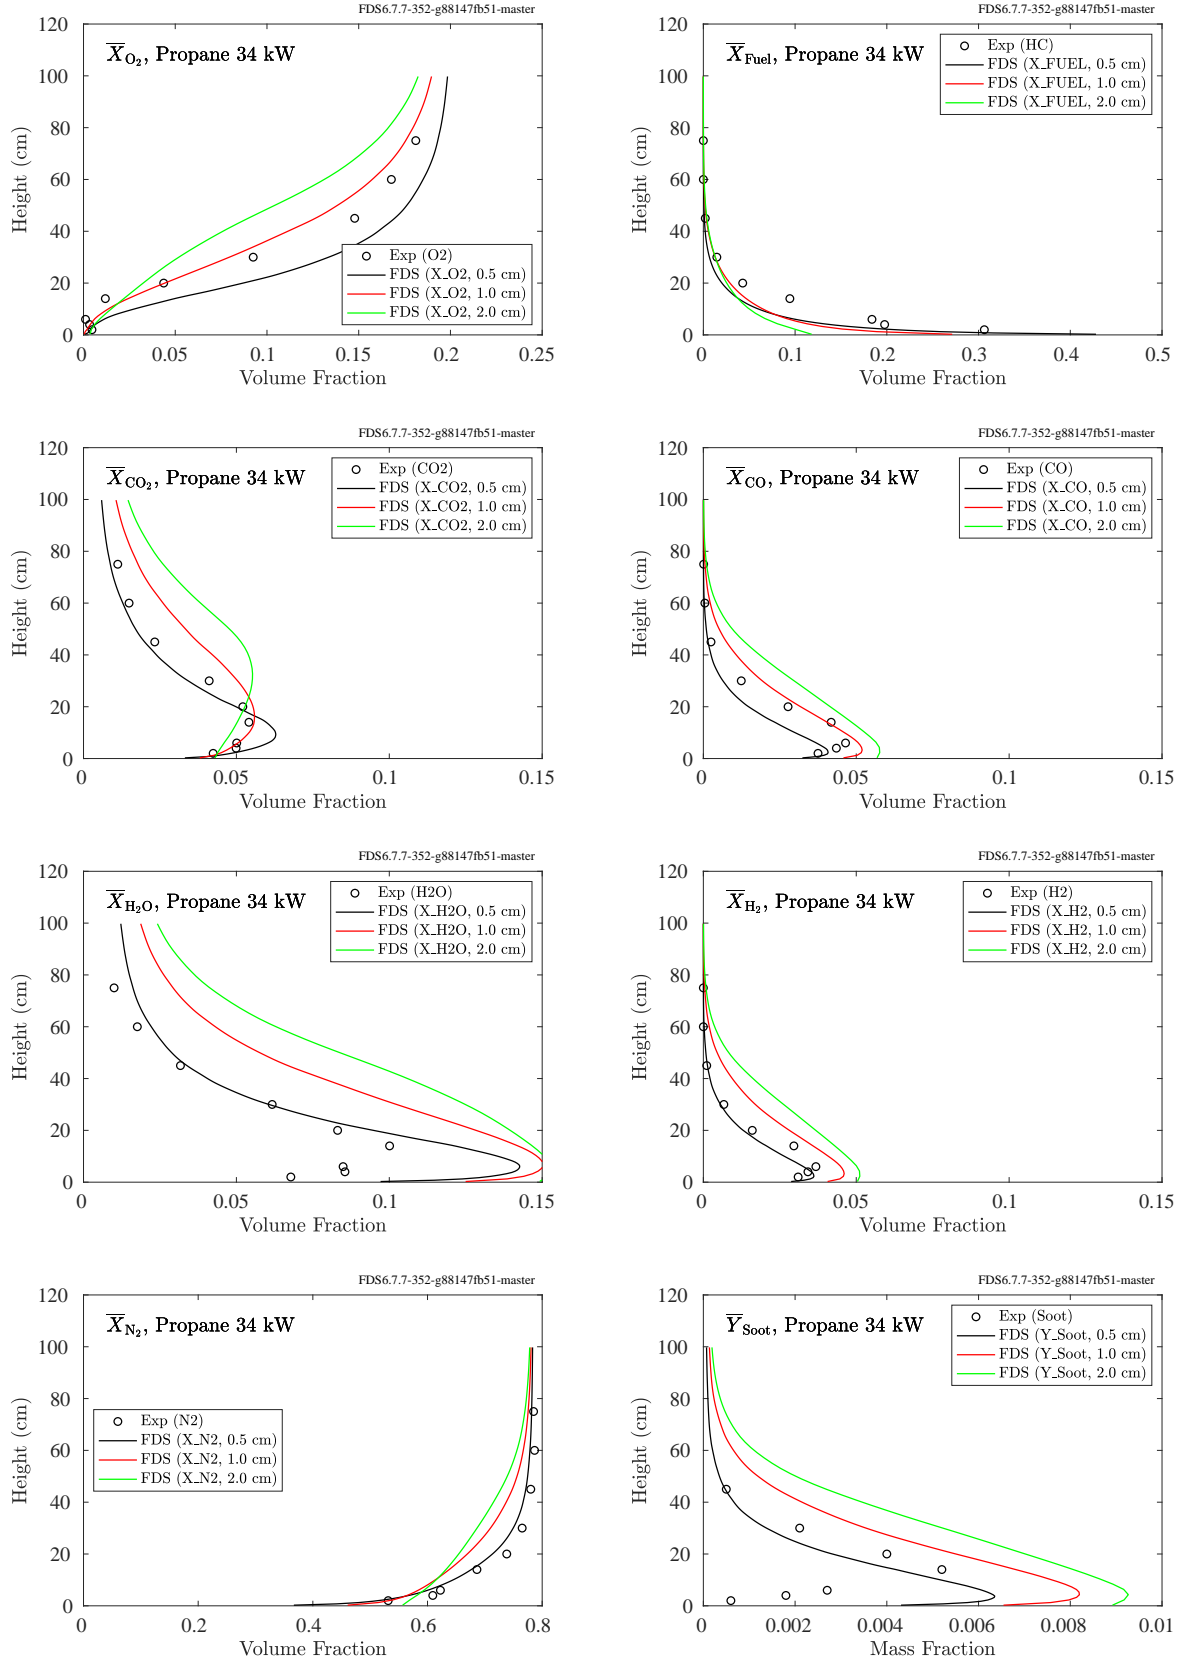 FDS6.7.7-352-g88147fb51-master
X̅O₂, Propane 34 kW
120
100
80
60
40
20
0
Height (cm)
Exp (O2)
FDS (X_O2, 0.5 cm)
FDS (X_O2, 1.0 cm)
FDS (X_O2, 2.0 cm)
0 0.05 0.1 0.15 0.2 0.25
Volume Fraction
FDS6.7.7-352-g88147fb51-master
X̅Fuel, Propane 34 kW
Exp (HC)
FDS (X_FUEL, 0.5 cm)
FDS (X_FUEL, 1.0 cm)
FDS (X_FUEL, 2.0 cm)
120
100
80
60
40
20
0
Height (cm)
0 0.1 0.2 0.3 0.4 0.5
Volume Fraction
FDS6.7.7-352-g88147fb51-master
X̅CO₂, Propane 34 kW
Exp (CO2)
FDS (X_CO2, 0.5 cm)
FDS (X_CO2, 1.0 cm)
FDS (X_CO2, 2.0 cm)
120
100
80
60
40
20
0
Height (cm)
0 0.05 0.1 0.15
Volume Fraction
FDS6.7.7-352-g88147fb51-master
X̅CO, Propane 34 kW
Exp (CO)
FDS (X_CO, 0.5 cm)
FDS (X_CO, 1.0 cm)
FDS (X_CO, 2.0 cm)
120
100
80
60
40
20
0
Height (cm)
0 0.05 0.1 0.15
Volume Fraction
FDS6.7.7-352-g88147fb51-master
X̅H₂O, Propane 34 kW
Exp (H2O)
FDS (X_H2O, 0.5 cm)
FDS (X_H2O, 1.0 cm)
FDS (X_H2O, 2.0 cm)
120
100
80
60
40
20
0
Height (cm)
0 0.05 0.1 0.15
Volume Fraction
FDS6.7.7-352-g88147fb51-master
X̅H₂, Propane 34 kW
Exp (H2)
FDS (X_H2, 0.5 cm)
FDS (X_H2, 1.0 cm)
FDS (X_H2, 2.0 cm)
120
100
80
60
40
20
0
Height (cm)
0 0.05 0.1 0.15
Volume Fraction
FDS6.7.7-352-g88147fb51-master
X̅N₂, Propane 34 kW
120
100
80
60
40
20
0
Height (cm)
Exp (N2)
FDS (X_N2, 0.5 cm)
FDS (X_N2, 1.0 cm)
FDS (X_N2, 2.0 cm)
0 0.2 0.4 0.6 0.8
Volume Fraction
FDS6.7.7-352-g88147fb51-master
Y̅Soot, Propane 34 kW
Exp (Soot)
FDS (Y_Soot, 0.5 cm)
FDS (Y_Soot, 1.0 cm)
FDS (Y_Soot, 2.0 cm)
120
100
80
60
40
20
0
Height (cm)
0 0.002 0.004 0.006 0.008 0.01
Mass Fraction